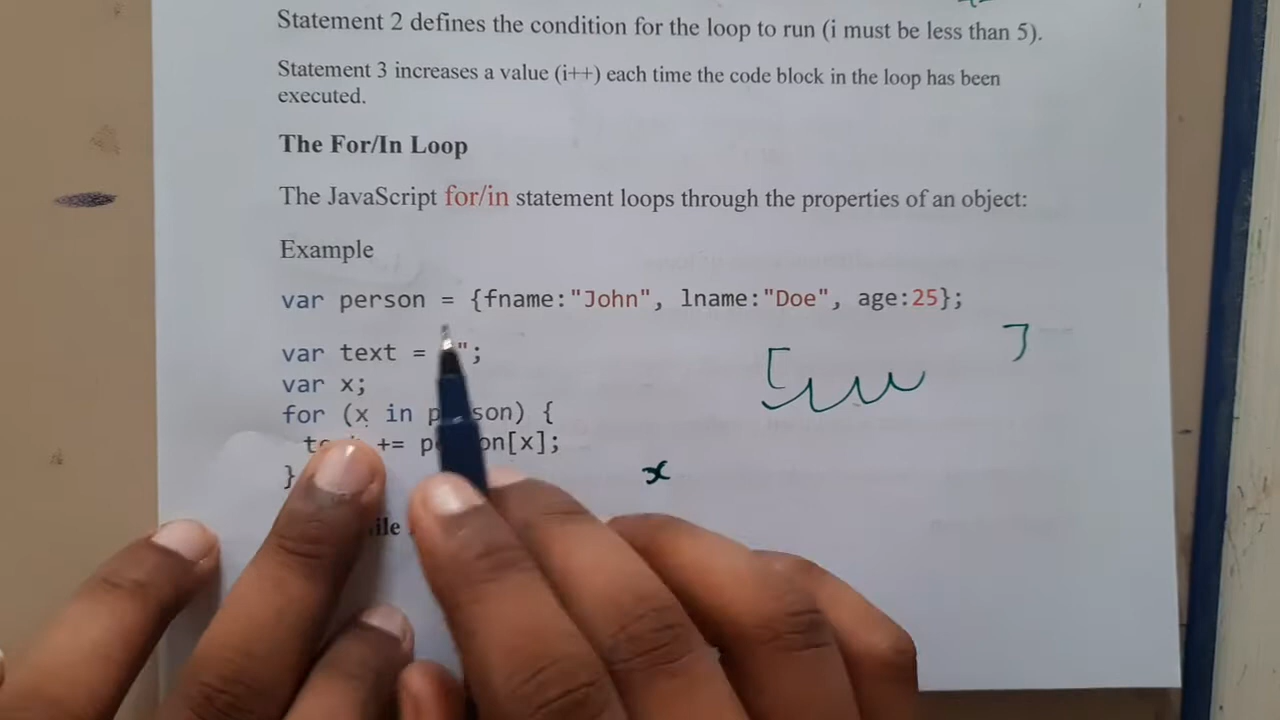 Statement 2 defines the condition for the loop to run (i must be less than 5).
Statement 3 increases a value (i++) each time the code block in the loop has been
executed.
The For/In Loop
The JavaScript for/in statement loops through the properties of an object:
Example
var person = {fname:"John", lname:"Doe", age:25};
var text = ";
var x;
for (x in person) {
+= person[x];
}
x